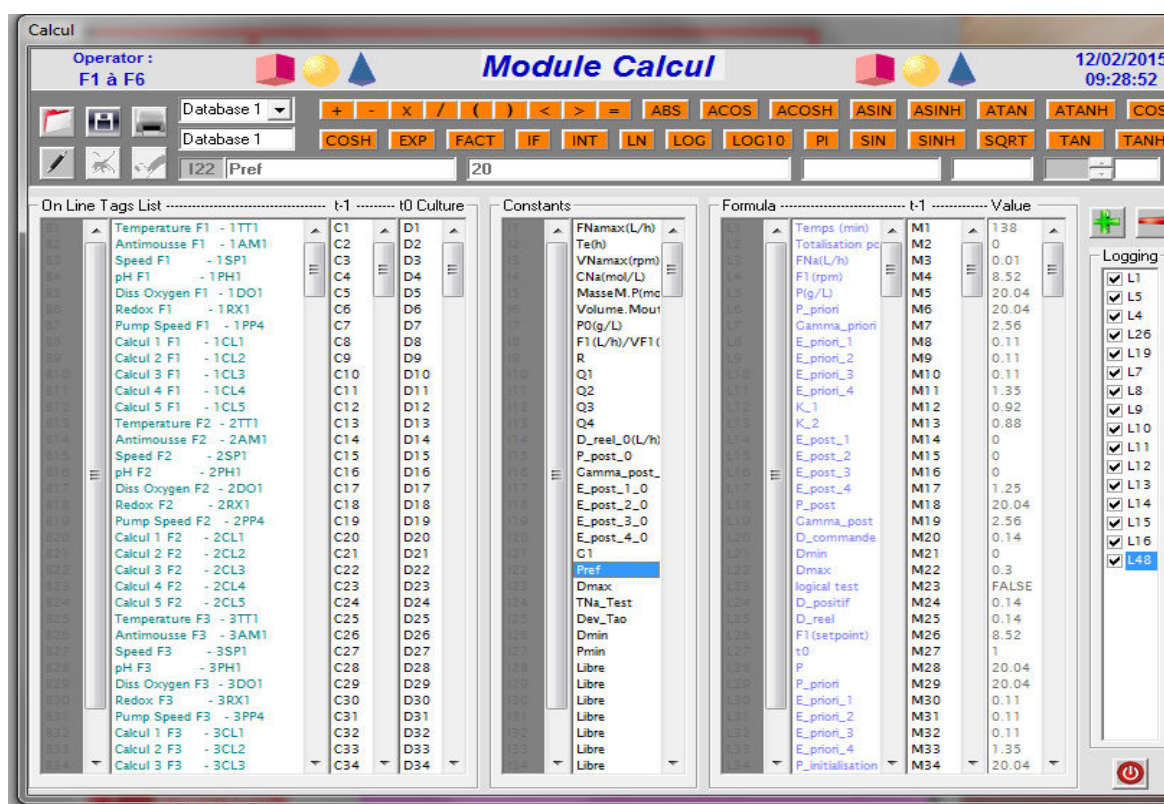 Calcul
Operator :
F1 à F6
Module Calcul
12/02/2015
09:28:52
Database 1
+ - x / ( ) < > = ABS ACOS ACOSH ASIN ASINH ATAN ATANH COS
Database 1
COSH EXP FACT IF INT LN LOG LOG10 PI SIN SINH SQRT TAN TANH
I22 Pref 20
On Line Tags List t-1 t0 Culture
Temperature F1 - 1TT1 C1 D1
Antimousse F1 - 1AM1 C2 D2
Speed F1 - 1SP1 C3 D3
pH F1 - 1PH1 C4 D4
Diss Oxygen F1 - 1DO1 C5 D5
Redox F1 - 1RX1 C6 D6
Pump Speed F1 - 1PP4 C7 D7
Calcul 1 F1 - 1CL1 C8 D8
Calcul 2 F1 - 1CL2 C9 D9
Calcul 3 F1 - 1CL3 C10 D10
Calcul 4 F1 - 1CL4 C11 D11
Calcul 5 F1 - 1CL5 C12 D12
Temperature F2 - 2TT1 C13 D13
Antimousse F2 - 2AM1 C14 D14
Speed F2 - 2SP1 C15 D15
pH F2 - 2PH1 C16 D16
Diss Oxygen F2 - 2DO1 C17 D17
Redox F2 - 2RX1 C18 D18
Pump Speed F2 - 2PP4 C19 D19
Calcul 1 F2 - 2CL1 C20 D20
Calcul 2 F2 - 2CL2 C21 D21
Calcul 3 F2 - 2CL3 C22 D22
Calcul 4 F2 - 2CL4 C23 D23
Calcul 5 F2 - 2CL5 C24 D24
Temperature F3 - 3TT1 C25 D25
Antimousse F3 - 3AM1 C26 D26
Speed F3 - 3SP1 C27 D27
pH F3 - 3PH1 C28 D28
Diss Oxygen F3 - 3DO1 C29 D29
Redox F3 - 3RX1 C30 D30
Pump Speed F3 - 3PP4 C31 D31
Calcul 1 F3 - 3CL1 C32 D32
Calcul 2 F3 - 3CL2 C33 D33
Calcul 3 F3 - 3CL3 C34 D34
Constants
FNamax(L/h)
Te(h)
VNamax(rpm)
CNa(mol/L)
MasseM.P(mo
Volume.Mout
P0(g/L)
F1(L/h)/VF1(
R
Q1
Q2
Q3
Q4
D_reel_0(L/h)
P_post_0
Gamma_post_
E_post_1_0
E_post_2_0
E_post_3_0
E_post_4_0
G1
Pref
Dmax
TNa_Test
Dev_Tao
Dmin
Pmin
Libre
Libre
Libre
Libre
Libre
Libre
Libre
Formula t-1 Value
Temps (min) M1 138
Totalisation po M2 0
FNa(L/h) M3 0.01
F1(rpm) M4 8.52
P(g/L) M5 20.04
P_priori M6 20.04
Gamma_priori M7 2.56
E_priori_1 M8 0.11
E_priori_2 M9 0.11
E_priori_3 M10 0.11
E_priori_4 M11 1.35
K_1 M12 0.92
K_2 M13 0.88
E_post_1 M14 0
E_post_2 M15 0
E_post_3 M16 0
E_post_4 M17 1.25
P_post M18 20.04
Gamma_post M19 2.56
D_commande M20 0.14
Dmin M21 0
Dmax M22 0.3
logical test M23 FALSE
D_positif M24 0.14
D_reel M25 0.14
F1(setpoint) M26 8.52
t0 M27 1
P M28 20.04
P_priori M29 20.04
E_priori_1 M30 0.11
E_priori_2 M31 0.11
E_priori_3 M32 0.11
E_priori_4 M33 1.35
P_initialisation M34 20.04
Logging
L1
L5
L4
L26
L19
L7
L8
L9
L10
L11
L12
L13
L14
L15
L16
L48